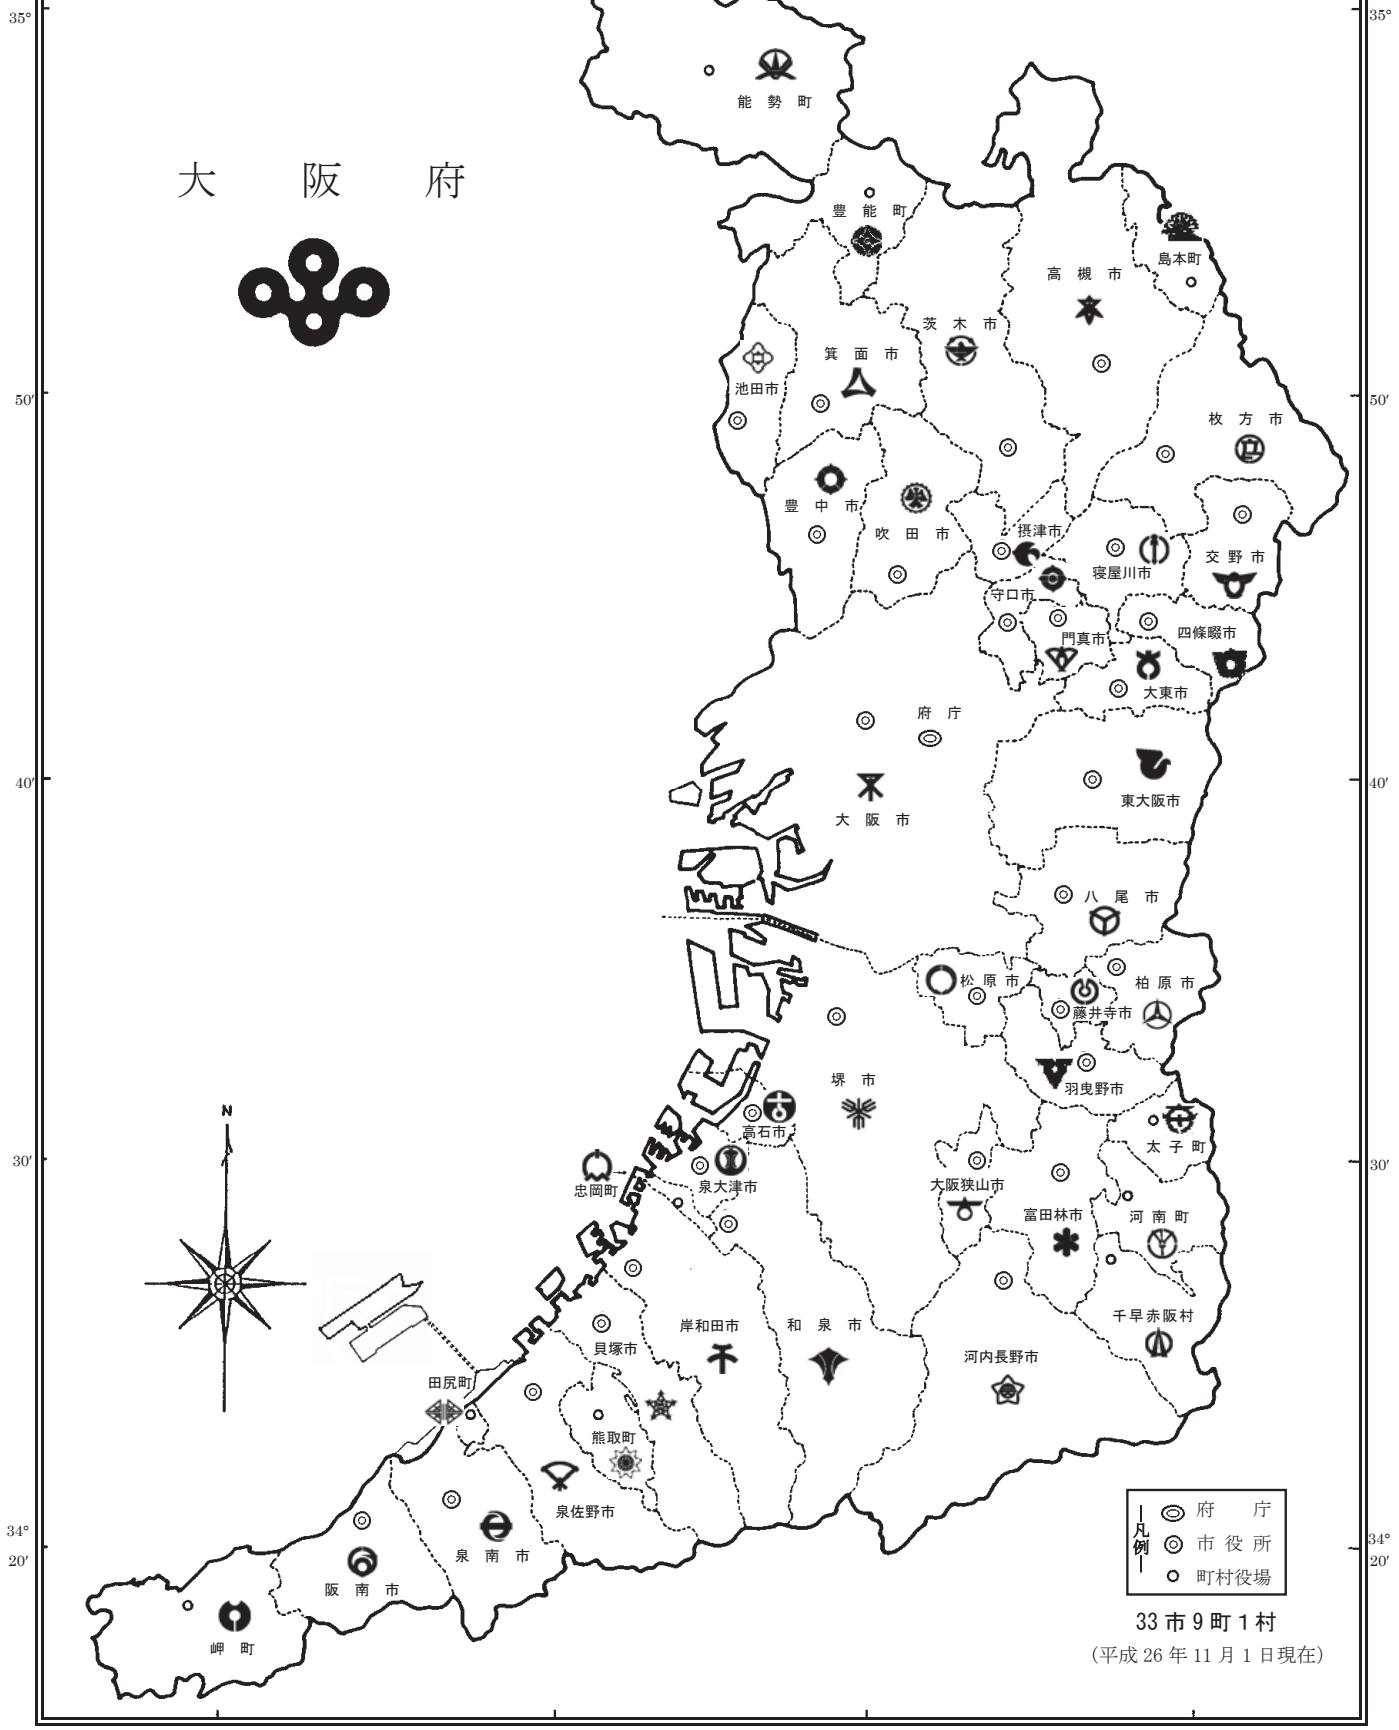 35°
35°
能勢町
大阪府
豊能町
島本町
高槻市
茨木市
箕面市
池田市
50′
50′
枚方市
豊中市
吹田市
摂津市
交野市
寝屋川市
守口市
四條畷市
門真市
大東市
府庁
40′
40′
東大阪市
大阪市
八尾市
松原市
柏原市
藤井寺市
堺市
羽曳野市
N
高石市
太子町
30′
30′
忠岡町
泉大津市
大阪狭山市
富田林市
河南町
千早赤阪村
岸和田市
和泉市
貝塚市
河内長野市
田尻町
熊取町
泉佐野市
泉南市
阪南市
岬町
34°
20′
34°
20′
凡例
府庁
市役所
町村役場
33市9町1村
(平成26年11月1日現在)